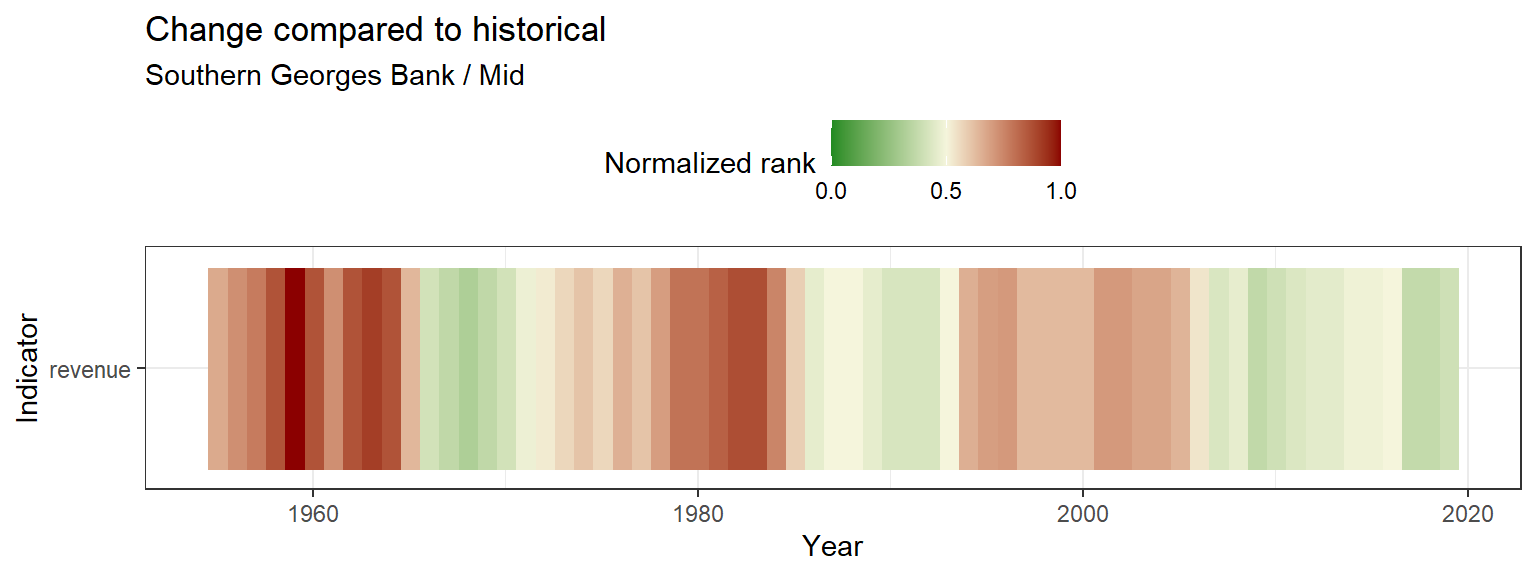 Change compared to historical
Southern Georges Bank / Mid
Normalized rank
0.0 0.5 1.0
Indicator
revenue
1960 1980 2000 2020
Year